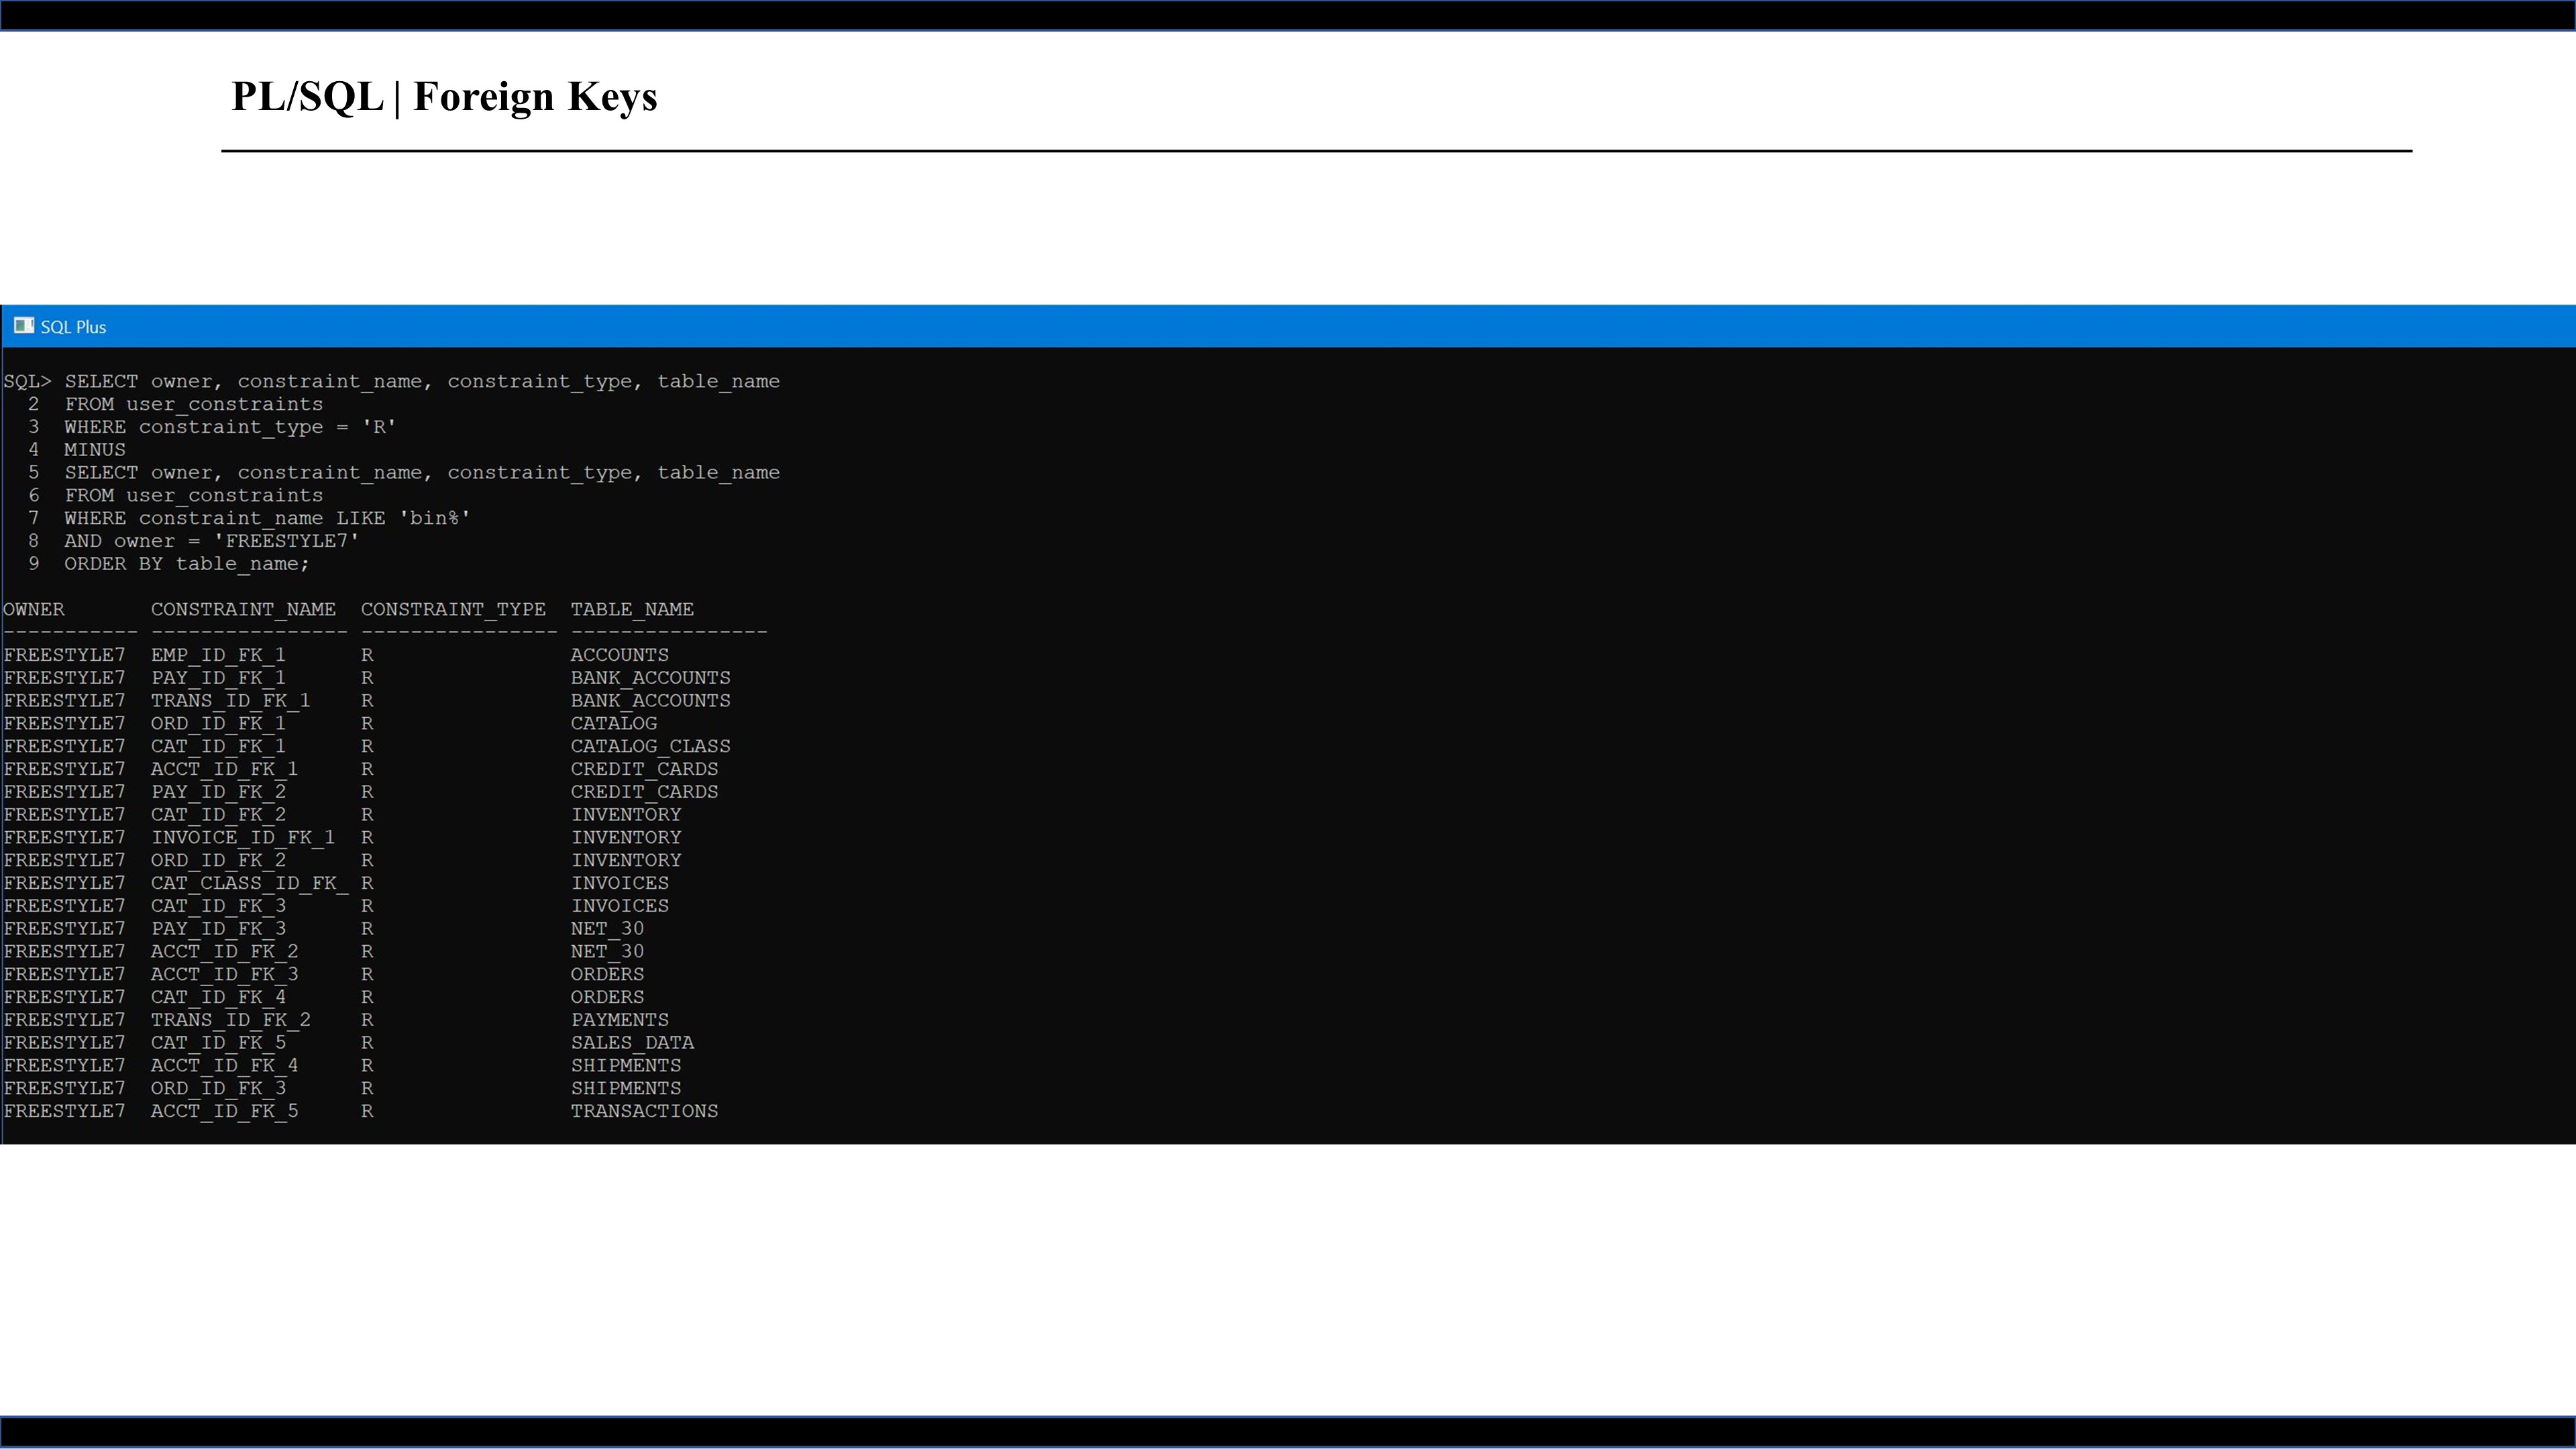 PL/SQL | Foreign Keys
SQL Plus
SQL> SELECT owner, constraint_name, constraint_type, table_name
2 FROM user_constraints
3 WHERE constraint_type = 'R'
4 MINUS
5 SELECT owner, constraint_name, constraint_type, table_name
6 FROM user_constraints
7 WHERE constraint_name LIKE 'bin%'
8 AND owner = 'FREESTYLE7'
9 ORDER BY table_name;
OWNER CONSTRAINT_NAME CONSTRAINT_TYPE TABLE_NAME
----------- ---------------- ---------------- ----------------
FREESTYLE7 EMP_ID_FK_1 R ACCOUNTS
FREESTYLE7 PAY_ID_FK_1 R BANK_ACCOUNTS
FREESTYLE7 TRANS_ID_FK_1 R BANK_ACCOUNTS
FREESTYLE7 ORD_ID_FK_1 R CATALOG
FREESTYLE7 CAT_ID_FK_1 R CATALOG_CLASS
FREESTYLE7 ACCT_ID_FK_1 R CREDIT_CARDS
FREESTYLE7 PAY_ID_FK_2 R CREDIT_CARDS
FREESTYLE7 CAT_ID_FK_2 R INVENTORY
FREESTYLE7 INVOICE_ID_FK_1 R INVENTORY
FREESTYLE7 ORD_ID_FK_2 R INVENTORY
FREESTYLE7 CAT_CLASS_ID_FK_ R INVOICES
FREESTYLE7 CAT_ID_FK_3 R INVOICES
FREESTYLE7 PAY_ID_FK_3 R NET_30
FREESTYLE7 ACCT_ID_FK_2 R NET_30
FREESTYLE7 ACCT_ID_FK_3 R ORDERS
FREESTYLE7 CAT_ID_FK_4 R ORDERS
FREESTYLE7 TRANS_ID_FK_2 R PAYMENTS
FREESTYLE7 CAT_ID_FK_5 R SALES_DATA
FREESTYLE7 ACCT_ID_FK_4 R SHIPMENTS
FREESTYLE7 ORD_ID_FK_3 R SHIPMENTS
FREESTYLE7 ACCT_ID_FK_5 R TRANSACTIONS